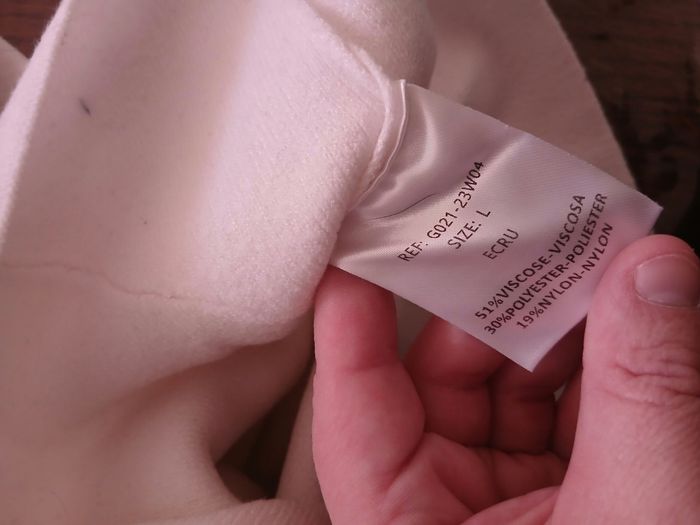 REF: G021-23W04
SIZE: L
ECRU
51%VISCOSE-VISCOSA
30%POLYESTER-POLIESTER
19%NYLON-NYLON